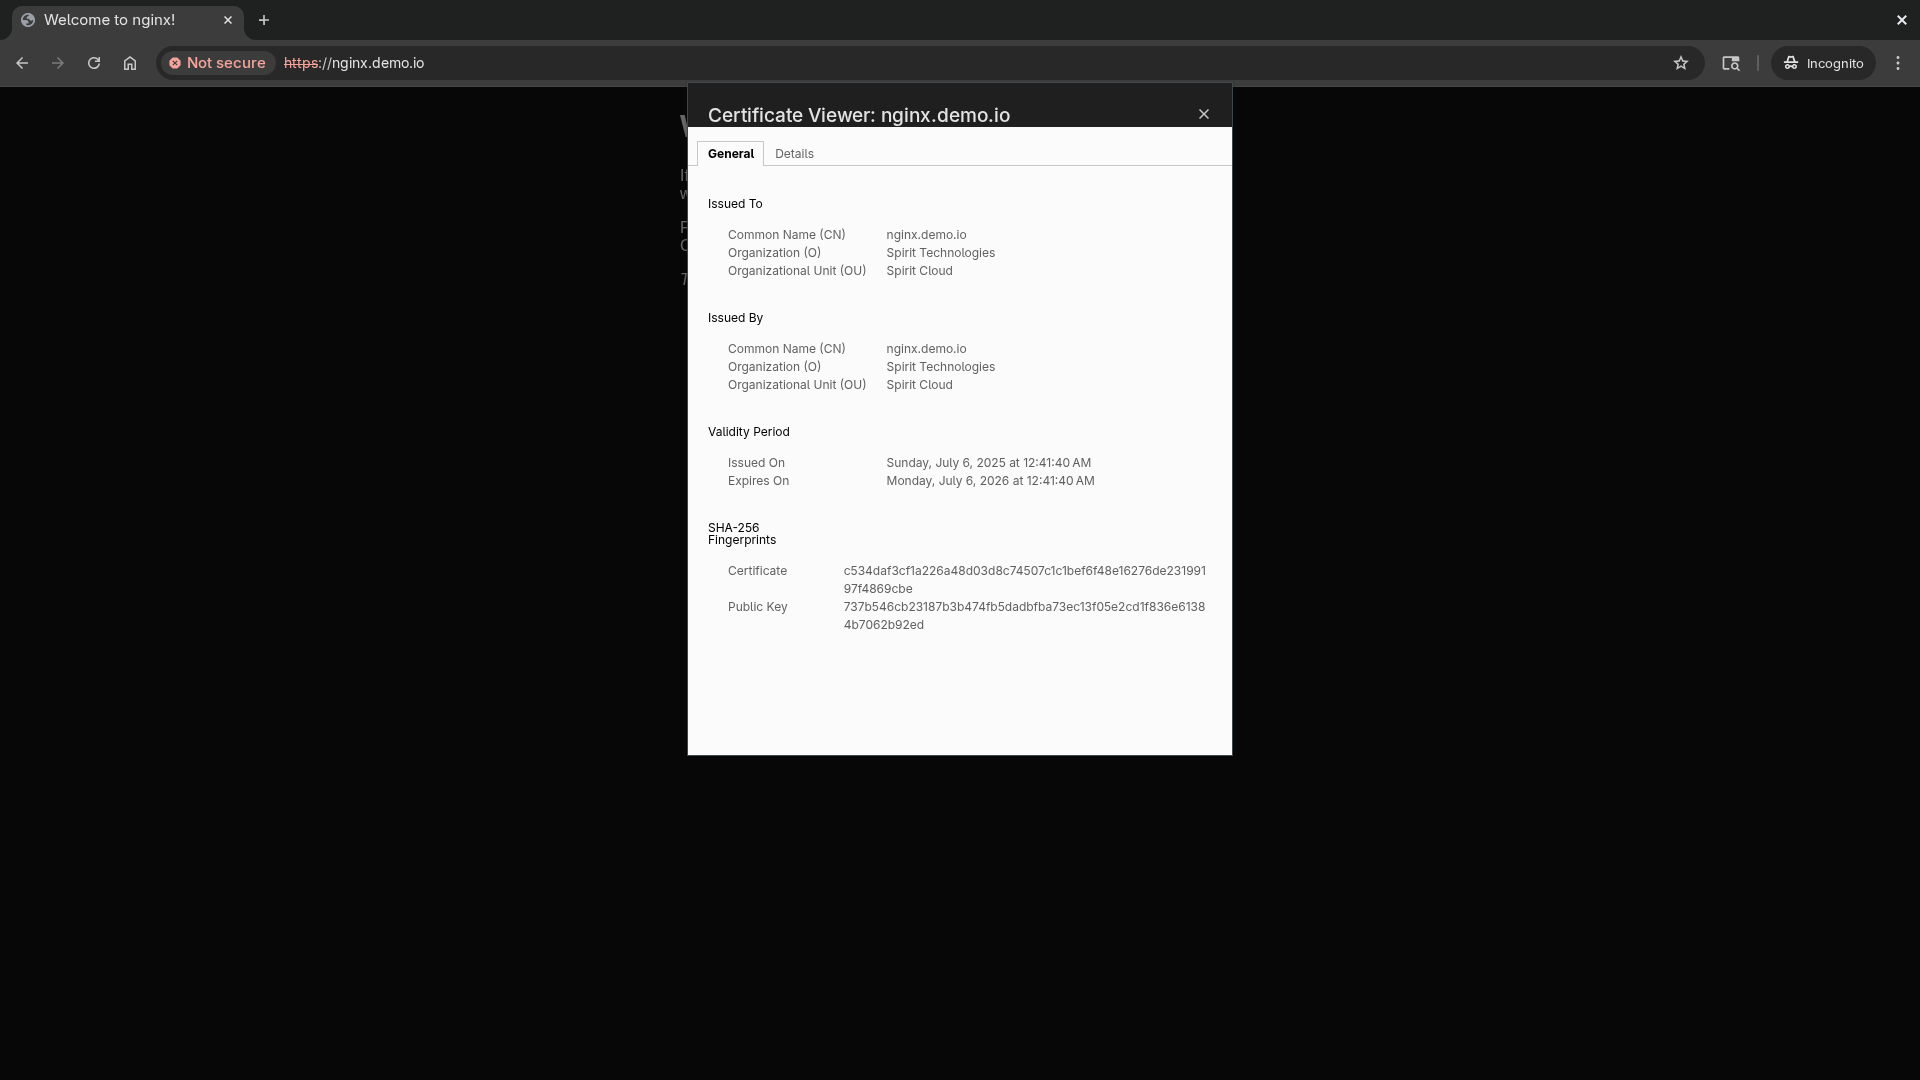 Welcome to nginx!
Not secure
https://nginx.demo.io
Incognito
Certificate Viewer: nginx.demo.io
General
Details
Issued To
Common Name (CN) nginx.demo.io
Organization (O) Spirit Technologies
Organizational Unit (OU) Spirit Cloud
Issued By
Common Name (CN) nginx.demo.io
Organization (O) Spirit Technologies
Organizational Unit (OU) Spirit Cloud
Validity Period
Issued On Sunday, July 6, 2025 at 12:41:40 AM
Expires On Monday, July 6, 2026 at 12:41:40 AM
SHA-256
Fingerprints
Certificate c534daf3cf1a226a48d03d8c74507c1c1bef6f48e16276de231991
97f4869cbe
Public Key 737b546cb23187b3b474fb5dadbfba73ec13f05e2cd1f836e6138
4b7062b92ed